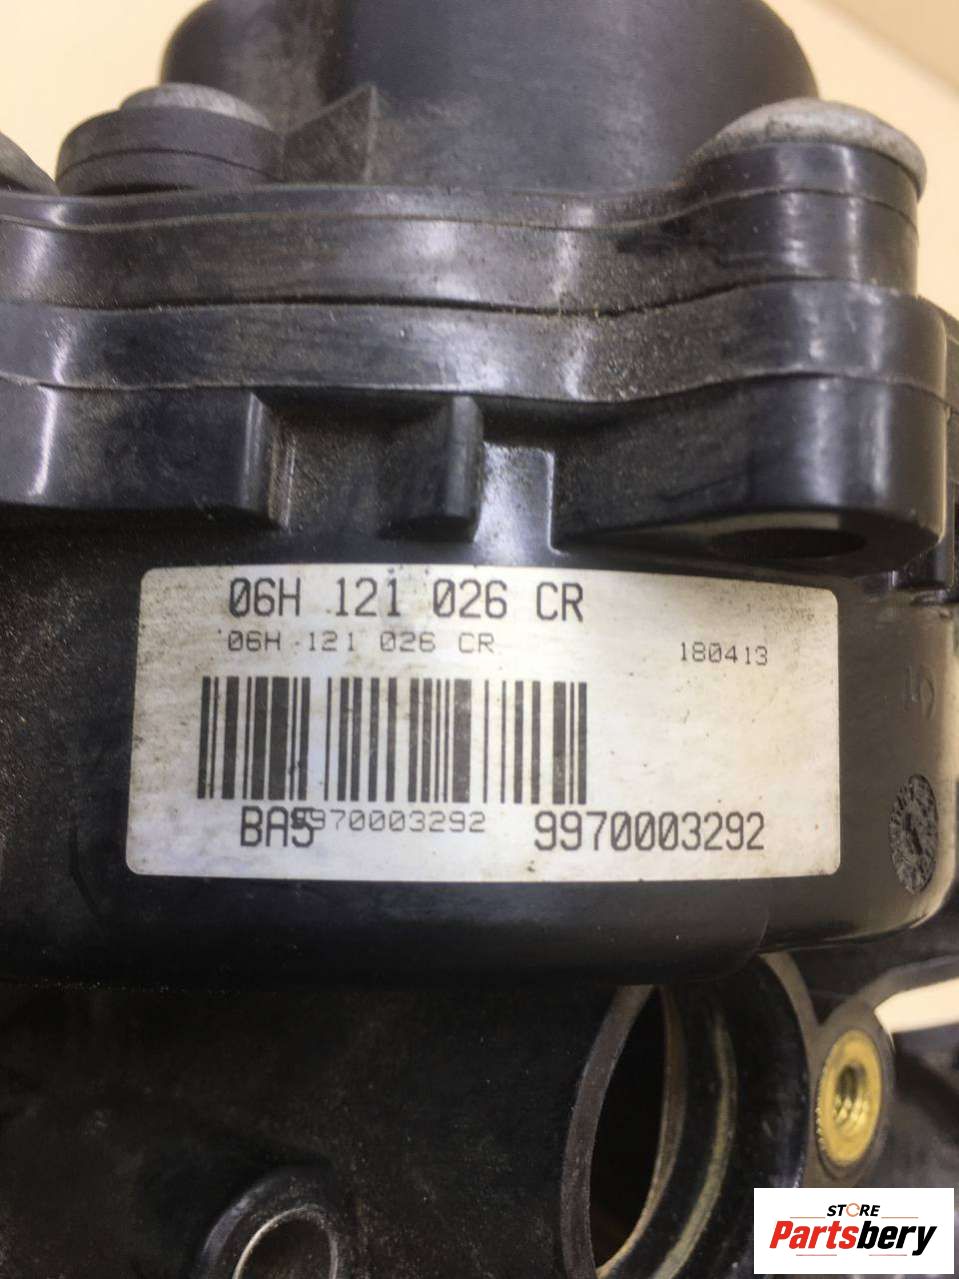 06H 121 026 CR
06H 121 026 CR
180413
BA5 9970003292 9970003292
STORE
Partsbery